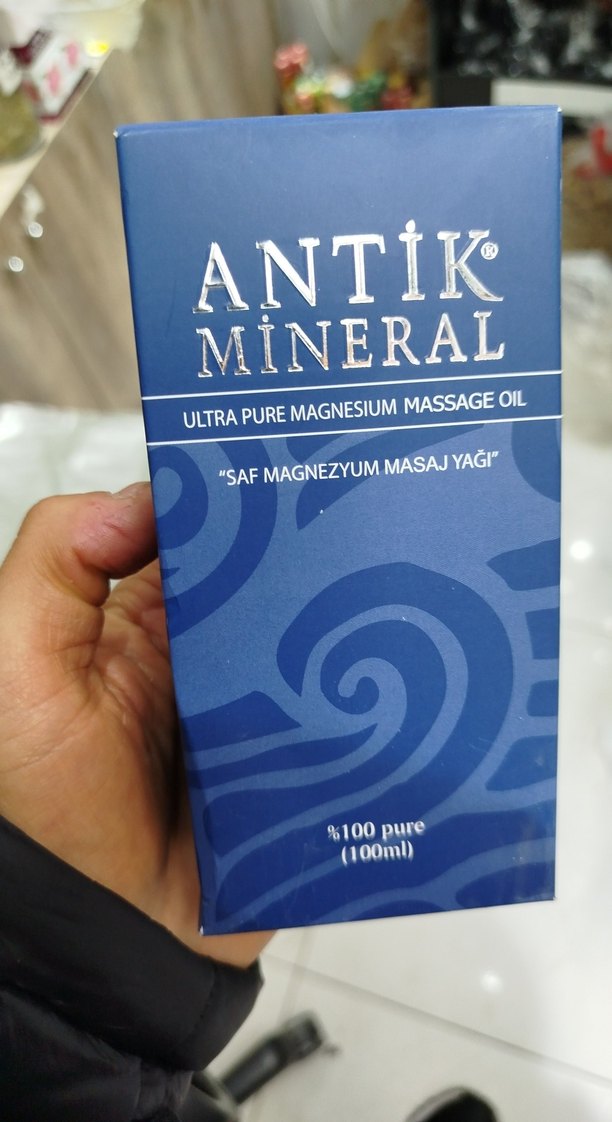 ANTİK®
MİNERAL
ULTRA PURE MAGNESIUM MASSAGE OIL
“SAF MAGNEZYUM MASAJ YAĞI”
%100 pure
(100ml)